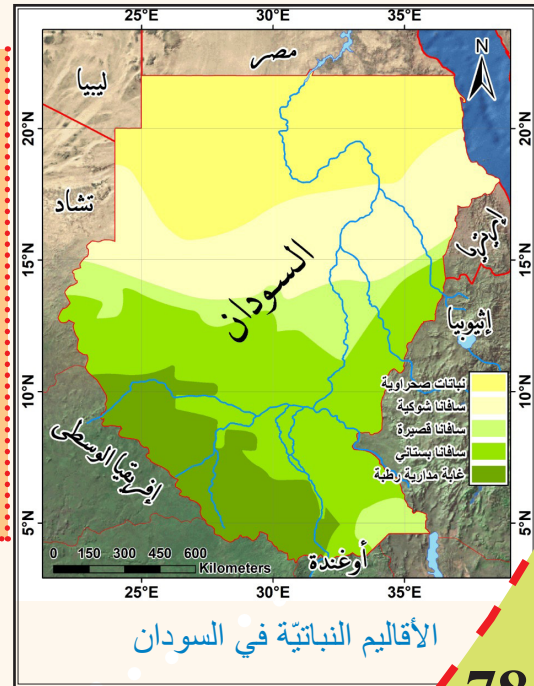 25°E 30°E 35°E
N
مصر
ليبيا
20°N 20°N
تشاد
إريتريا
15°N 15°N
السودان
إثيوبيا
نباتات صحراوية
10°N 10°N
سافانا شوكية
سافانا قصيرة
سافانا بستاني
غابة مدارية رطبة
إفريقيا الوسطى
5°N 5°N
أوغندة
0 150 300 450 600
Kilometers
25°E 30°E 35°E
الأقاليم النباتيّة في السودان
78